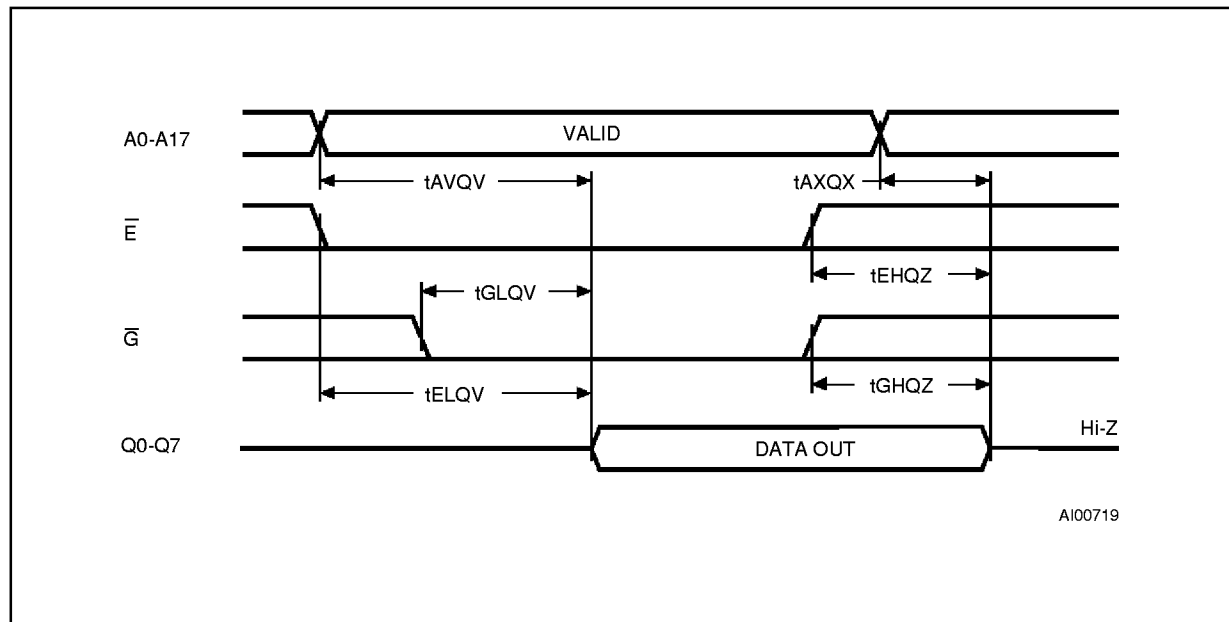 A0-A17
VALID
tAVQV
tAXQX
E̅
tEHQZ
tGLQV
G̅
tGHQZ
tELQV
Q0-Q7
DATA OUT
Hi-Z
AI00719